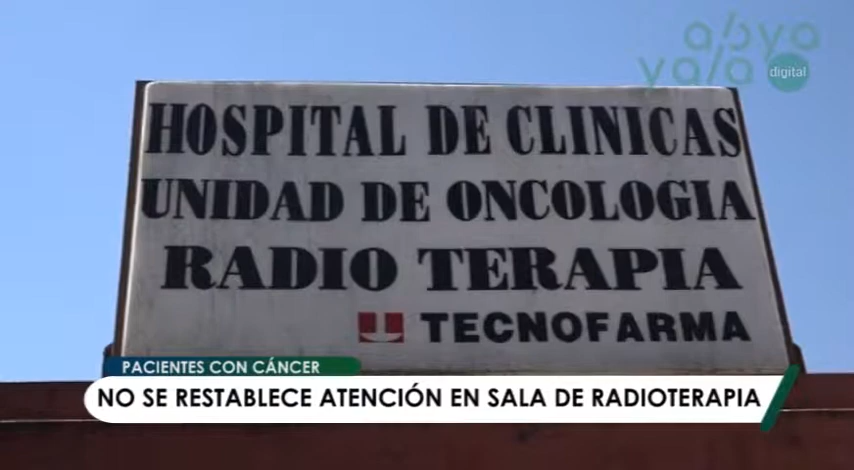 abya
yala
digital
HOSPITAL DE CLINICAS
UNIDAD DE ONCOLOGIA
RADIO TERAPIA
TECNOFARMA
PACIENTES CON CÁNCER
NO SE RESTABLECE ATENCIÓN EN SALA DE RADIOTERAPIA